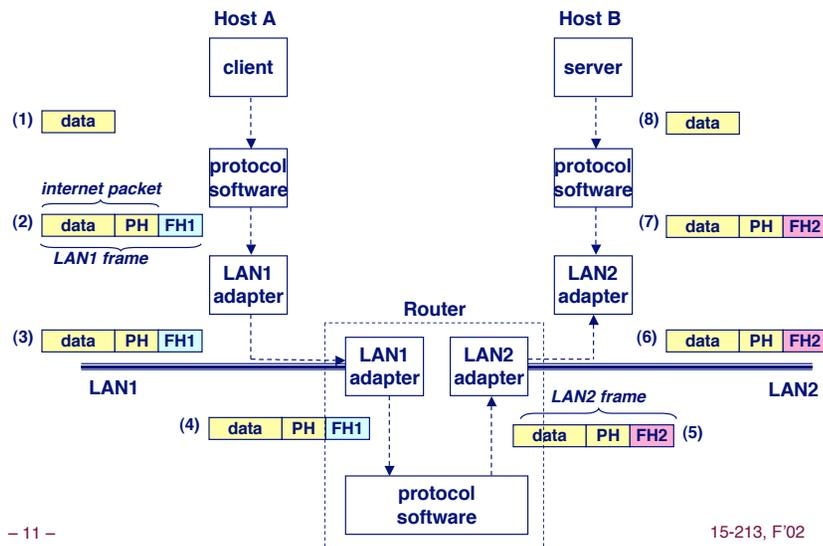 Host A
Host B
client
server
(1) data
(8) data
protocol
software
protocol
software
internet packet
(2) data PH FH1
LAN1 frame
(7) data PH FH2
LAN1
adapter
LAN2
adapter
Router
(3) data PH FH1
(6) data PH FH2
LAN1
adapter
LAN2
adapter
LAN1
LAN2
LAN2 frame
(4) data PH FH1
data PH FH2 (5)
protocol
software
– 11 –
15-213, F'02